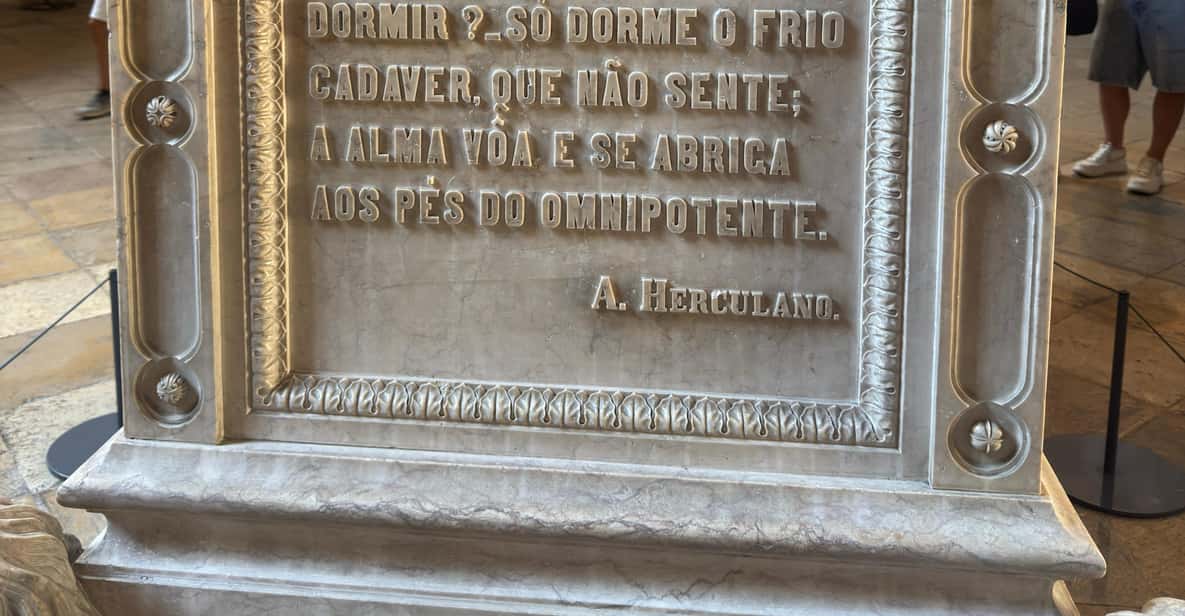 DORMIR ?_SÓ DORME O FRIO
CADAVER, QUE NÃO SENTE;
A ALMA VÔA E SE ABRIGA
AOS PÉS DO OMNIPOTENTE.
A. HERCULANO.